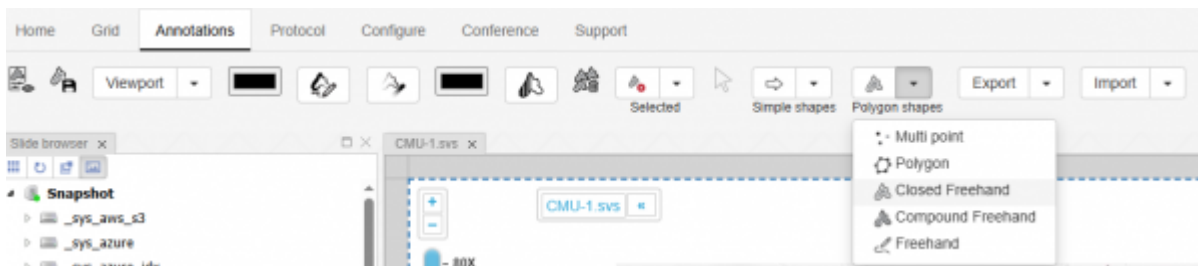 Home Grid Annotations Protocol Configure Conference Support
Viewport Export Import
Selected Simple shapes Polygon shapes
Slide browser x CMU-1.svs x
Multi point
Polygon
Snapshot Closed Freehand
CMU-1.svs «
_sys_aws_s3 Compound Freehand
_sys_azure Freehand
80X